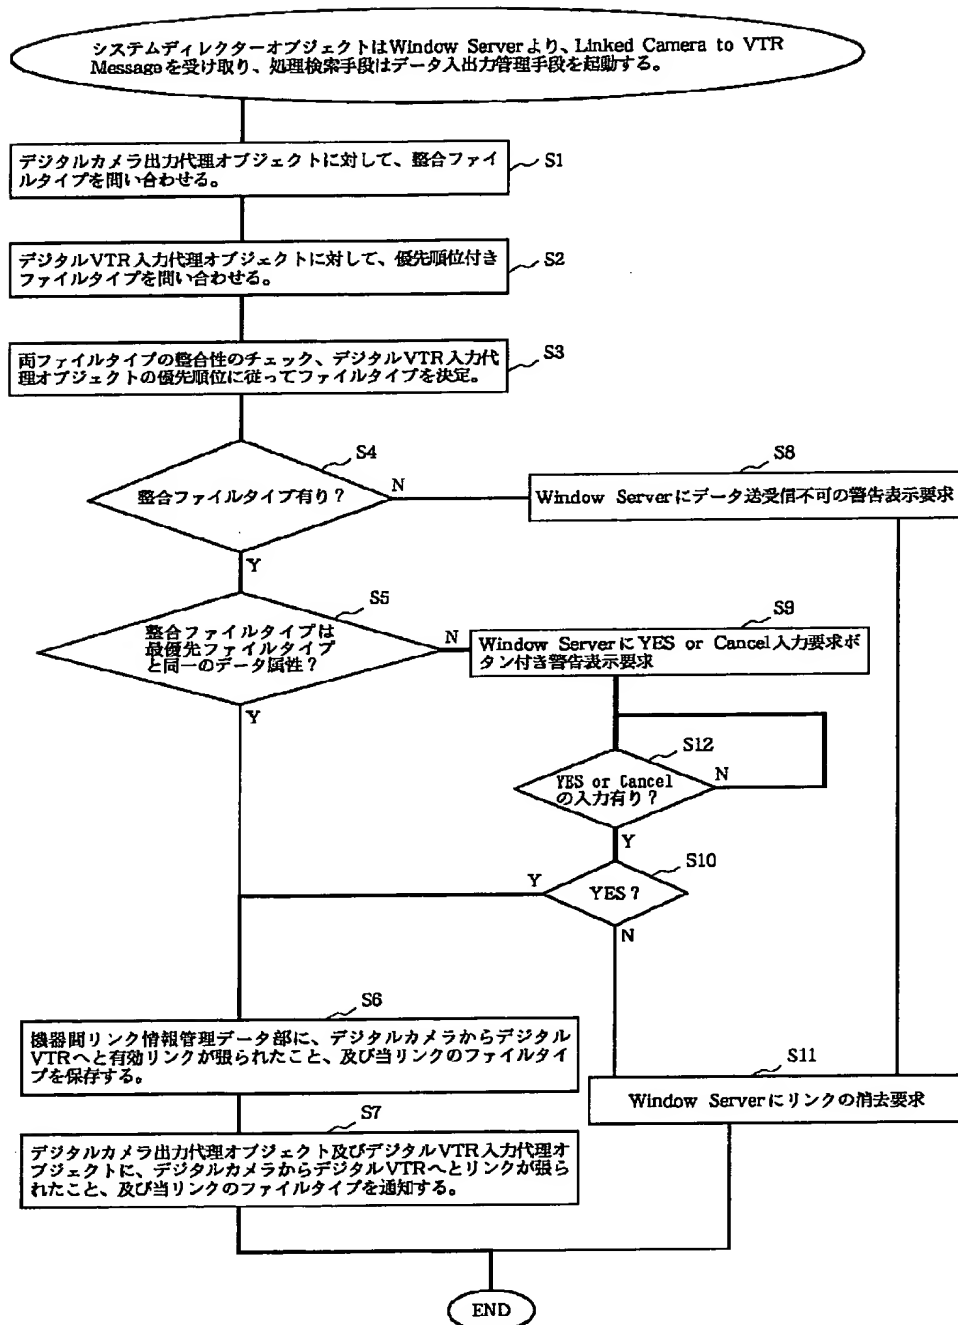 システムディレクターオブジェクトはWindow Serverより、Linked Camera to VTR
Messageを受け取り、処理検索手段はデータ入出力管理手段を起動する。
デジタルカメラ出力代理オブジェクトに対して、整合ファイ
ルタイプを問い合わせる。
S1
デジタルVTR入力代理オブジェクトに対して、優先順位付き
ファイルタイプを問い合わせる。
S2
両ファイルタイプの整合性のチェック、デジタルVTR入力代
理オブジェクトの優先順位に従ってファイルタイプを決定。
S3
S4
整合ファイルタイプ有り?
N
Y
S8
Window Serverにデータ送受信不可の警告表示要求
S5
整合ファイルタイプは
最優先ファイルタイプ
と同一のデータ属性?
N
Y
S9
Window ServerにYES or Cancel入力要求ボ
タン付き警告表示要求
S12
YES or Cancel
の入力有り?
N
Y
S10
YES?
Y
N
S6
機器間リンク情報管理データ部に、デジタルカメラからデジタル
VTRへと有効リンクが張られたこと、及び当リンクのファイルタイ
プを保存する。
S11
Window Serverにリンクの消去要求
S7
デジタルカメラ出力代理オブジェクト及びデジタルVTR入力代理オ
ブジェクトに、デジタルカメラからデジタルVTRへとリンクが張ら
れたこと、及び当リンクのファイルタイプを通知する。
END